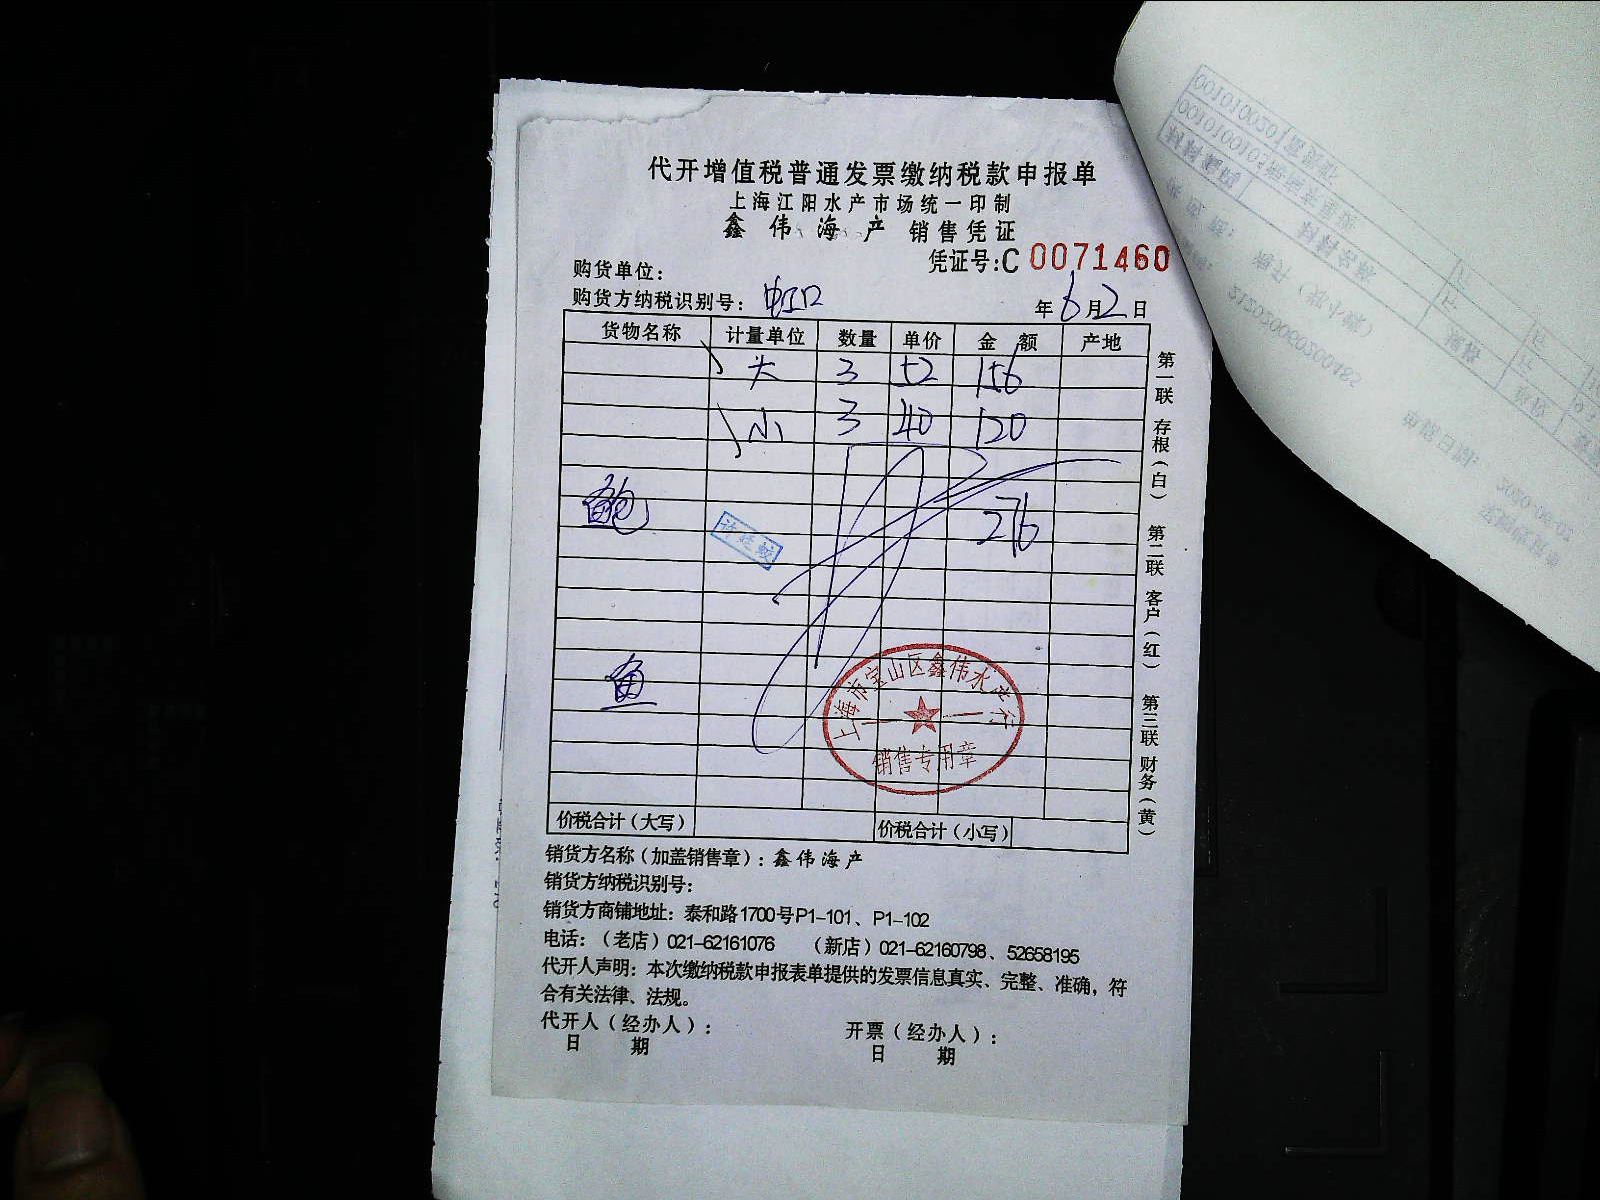 代开增值税普通发票缴纳税款申报单
上海江阳水产市场统一印制
鑫伟海产 销售凭证
凭证号:C 0071460
购货单位:
购货方纳税识别号: 虹口
年6月2日
货物名称 计量单位 数量 单价 金额 产地
大 3 52 156
小 3 40 120
276
鲍
鱼
上海市宝山区鑫伟水产行
销售专用章
价税合计(大写) 价税合计(小写)
第一联 存根(白) 第二联 客户(红) 第三联 财务(黄)
销货方名称(加盖销售章):鑫伟海产
销货方纳税识别号:
销货方商铺地址:泰和路1700号P1-101、P1-102
电话:(老店)021-62161076 (新店)021-62160798、52658195
代开人声明:本次缴纳税款申报表单提供的发票信息真实、完整、准确,符
合有关法律、法规。
代开人(经办人): 开票(经办人):
日 期 日 期